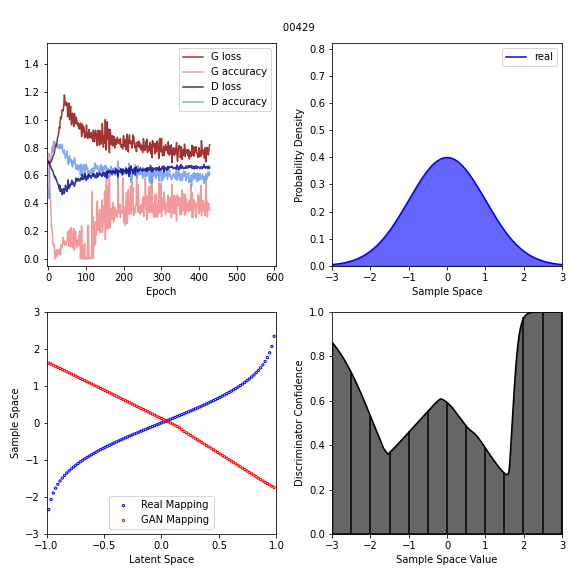 00429
1.4
1.2
1.0
0.8
0.6
0.4
0.2
0.0
G loss
G accuracy
D loss
D accuracy
0 100 200 300 400 500 600
Epoch
Probability Density
0.8
0.7
0.6
0.5
0.4
0.3
0.2
0.1
0.0
real
−3 −2 −1 0 1 2 3
Sample Space
Sample Space
3
2
1
0
−1
−2
−3
Real Mapping
GAN Mapping
−1.0 −0.5 0.0 0.5 1.0
Latent Space
Discriminator Confidence
1.0
0.8
0.6
0.4
0.2
0.0
−3 −2 −1 0 1 2 3
Sample Space Value